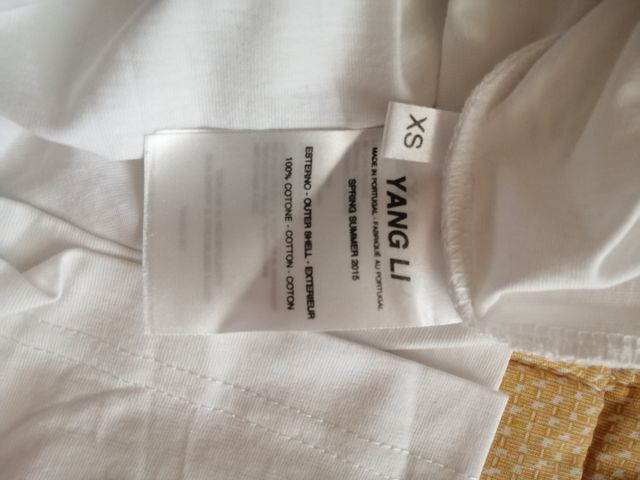 XS
YANG LI
MADE IN PORTUGAL - FABRIQUÉ AU PORTUGAL
SPRING SUMMER 2015
ESTERNO - OUTER SHELL - EXTERIEUR
100% COTONE - COTTON - COTON